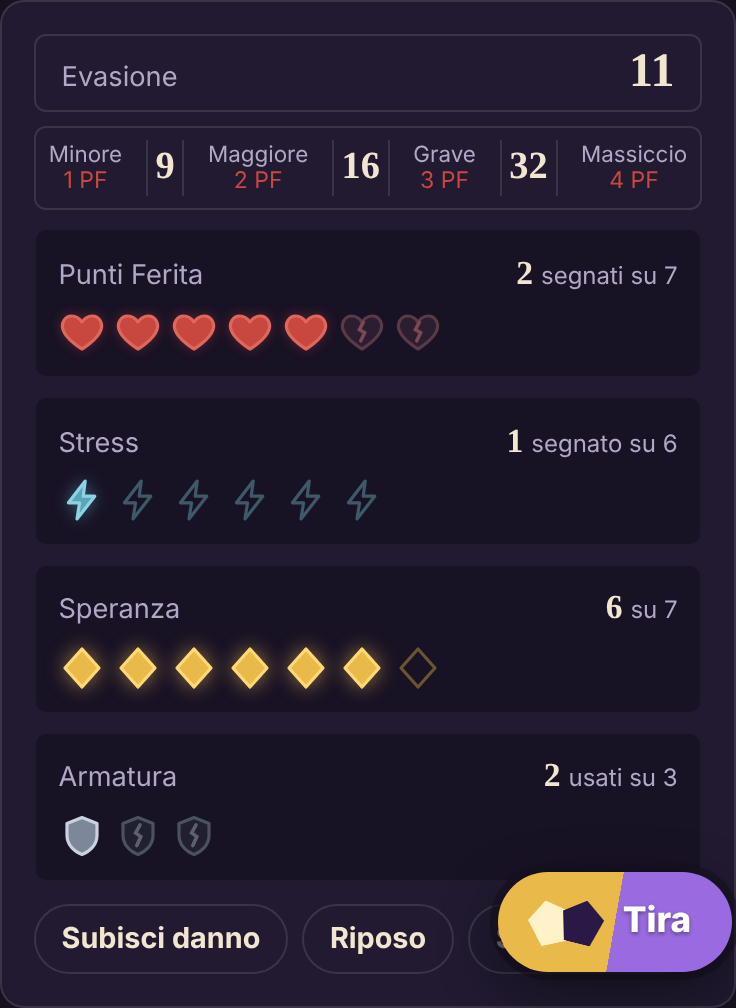 Evasione 11
Minore 9 Maggiore 16 Grave 32 Massiccio
1 PF 2 PF 3 PF 4 PF
Punti Ferita 2 segnati su 7
Stress 1 segnato su 6
Speranza 6 su 7
Armatura 2 usati su 3
Subisci danno Riposo Tira